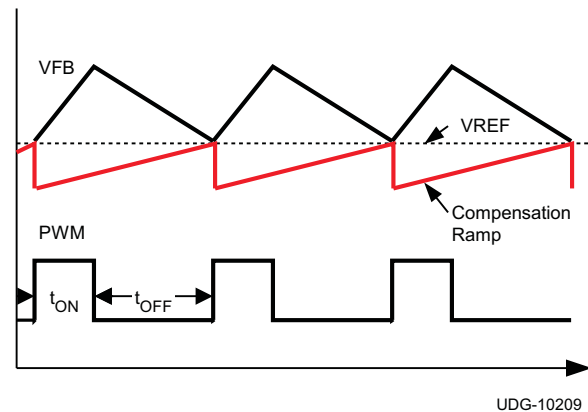 VFB
VREF
Compensation
Ramp
PWM
tON
tOFF
UDG-10209